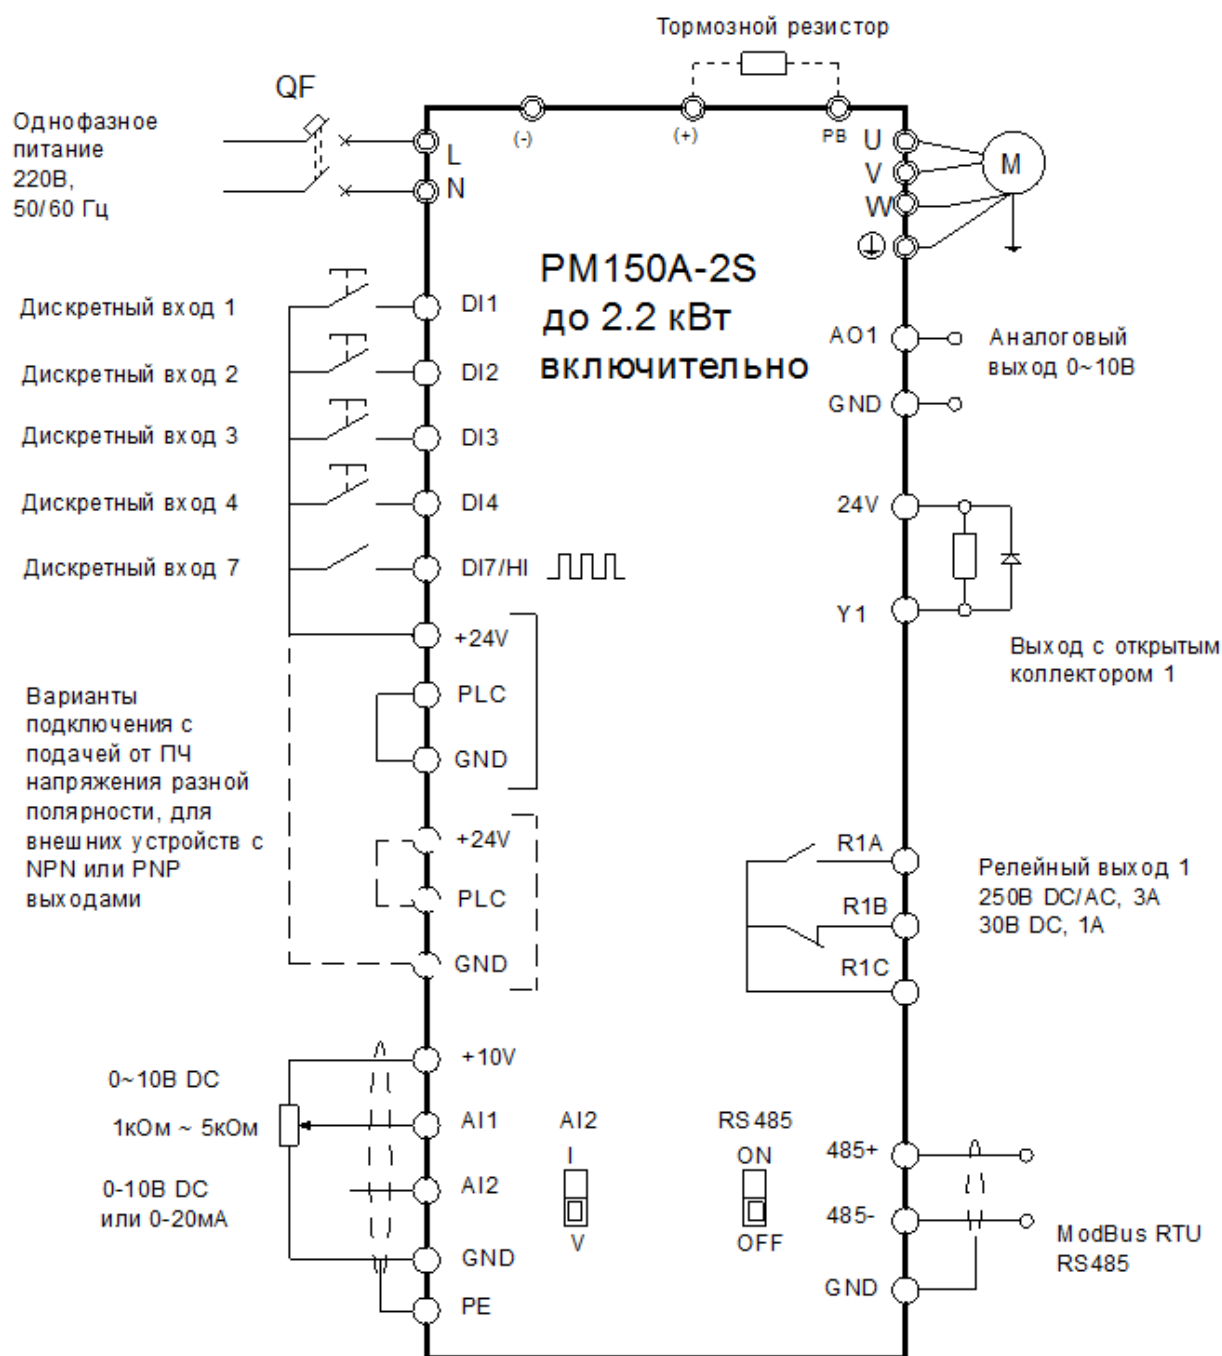 Тормозной резистор
QF
Однофазное
питание
220В,
50/60 Гц
(-)
(+)
PB
L
N
U
V
W
M
PM150A-2S
до 2.2 кВт
включительно
Дискретный вход 1
DI1
Дискретный вход 2
DI2
Дискретный вход 3
DI3
Дискретный вход 4
DI4
Дискретный вход 7
DI7/HI
AO1
Аналоговый
выход 0~10В
GND
24V
Y1
Выход с открытым
коллектором 1
+24V
PLC
GND
Варианты
подключения с
подачей от ПЧ
напряжения разной
полярности, для
внешних устройств с
NPN или PNP
выходами
+24V
PLC
GND
R1A
R1B
R1C
Релейный выход 1
250В DC/AC, 3А
30В DC, 1А
+10V
0~10В DC
1кОм ~ 5кОм
AI1
0-10В DC
или 0-20мА
AI2
GND
PE
AI2
I
V
RS485
ON
OFF
485+
485-
GND
ModBus RTU
RS485